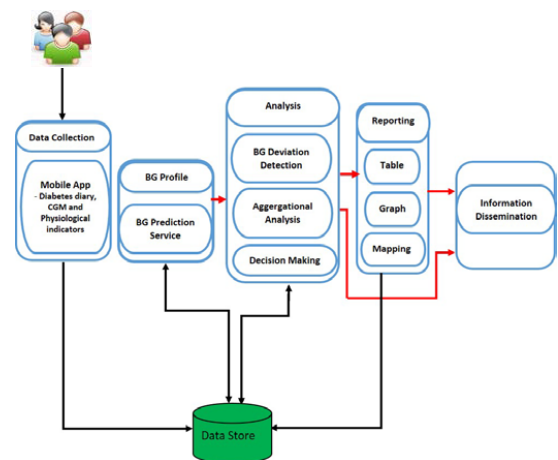 Data Collection
Mobile App
- Diabetes diary,
CGM and
Physiological
indicators
BG Profile
BG Prediction
Service
Analysis
BG Deviation
Detection
Aggergational
Analysis
Decision Making
Reporting
Table
Graph
Mapping
Information
Dissemination
Data Store